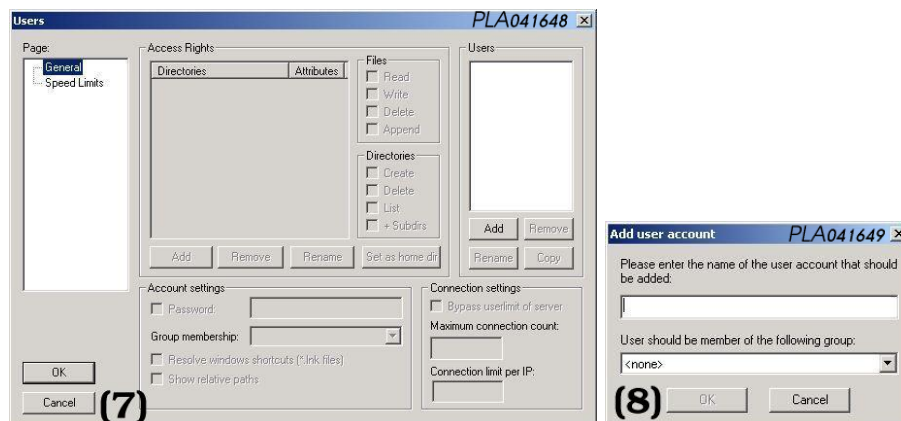 Users PLA041648
Page:
General
Speed Limits
Access Rights
Directories Attributes
Files
Read
Write
Delete
Append
Directories
Create
Delete
List
+ Subdirs
Add Remove Rename Set as home dir
Users
Add Remove
Rename Copy
Account settings
Password:
Group membership:
Resolve windows shortcuts (*.lnk files)
Show relative paths
Connection settings
Bypass userlimit of server
Maximum connection count:
Connection limit per IP:
OK
Cancel (7)
Add user account PLA041649
Please enter the name of the user account that should
be added:
User should be member of the following group:
<none>
(8) OK Cancel